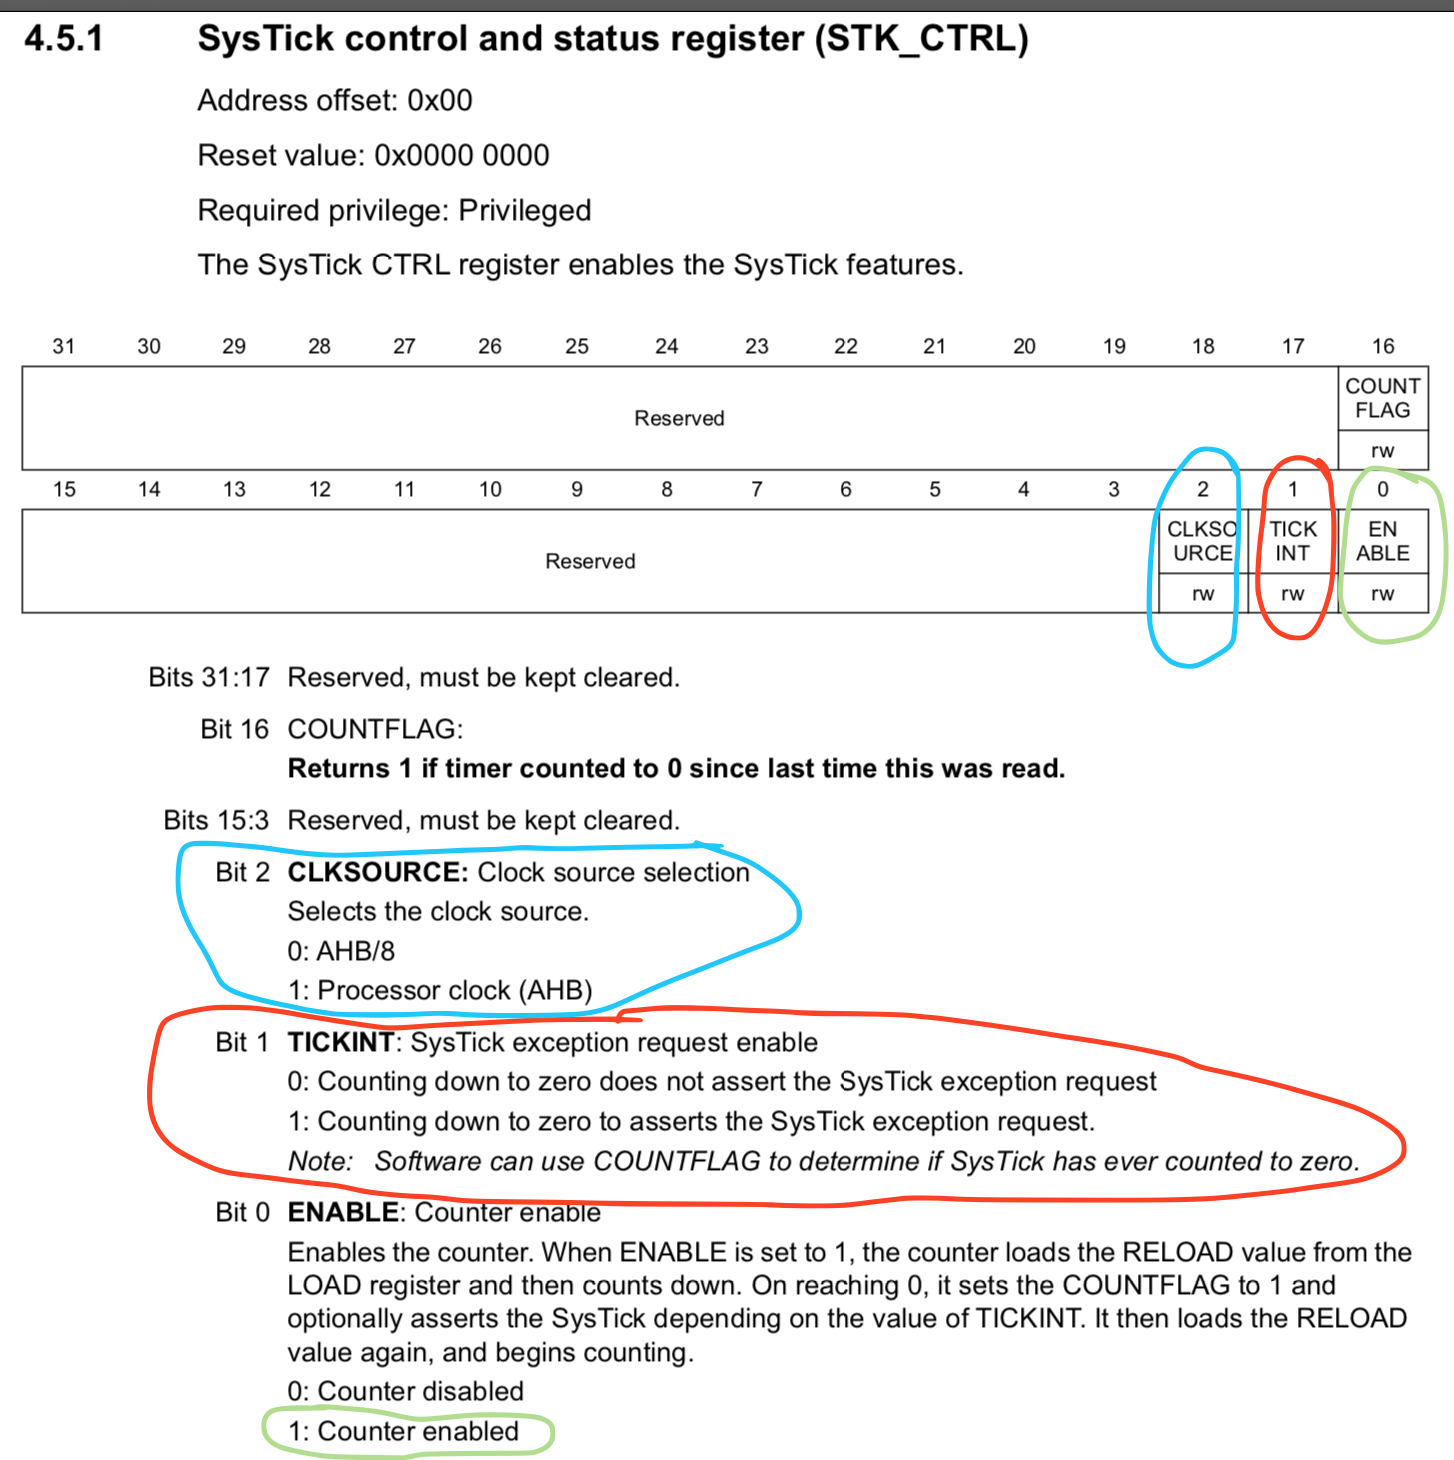 4.5.1 SysTick control and status register (STK_CTRL)
Address offset: 0x00
Reset value: 0x0000 0000
Required privilege: Privileged
The SysTick CTRL register enables the SysTick features.
31 30 29 28 27 26 25 24 23 22 21 20 19 18 17 16
Reserved
COUNT
FLAG
rw
15 14 13 12 11 10 9 8 7 6 5 4 3 2 1 0
Reserved
CLKSO
URCE
rw
TICK
INT
rw
EN
ABLE
rw
Bits 31:17 Reserved, must be kept cleared.
Bit 16 COUNTFLAG:
Returns 1 if timer counted to 0 since last time this was read.
Bits 15:3 Reserved, must be kept cleared.
Bit 2 CLKSOURCE: Clock source selection
Selects the clock source.
0: AHB/8
1: Processor clock (AHB)
Bit 1 TICKINT: SysTick exception request enable
0: Counting down to zero does not assert the SysTick exception request
1: Counting down to zero to asserts the SysTick exception request.
Note: Software can use COUNTFLAG to determine if SysTick has ever counted to zero.
Bit 0 ENABLE: Counter enable
Enables the counter. When ENABLE is set to 1, the counter loads the RELOAD value from the
LOAD register and then counts down. On reaching 0, it sets the COUNTFLAG to 1 and
optionally asserts the SysTick depending on the value of TICKINT. It then loads the RELOAD
value again, and begins counting.
0: Counter disabled
1: Counter enabled